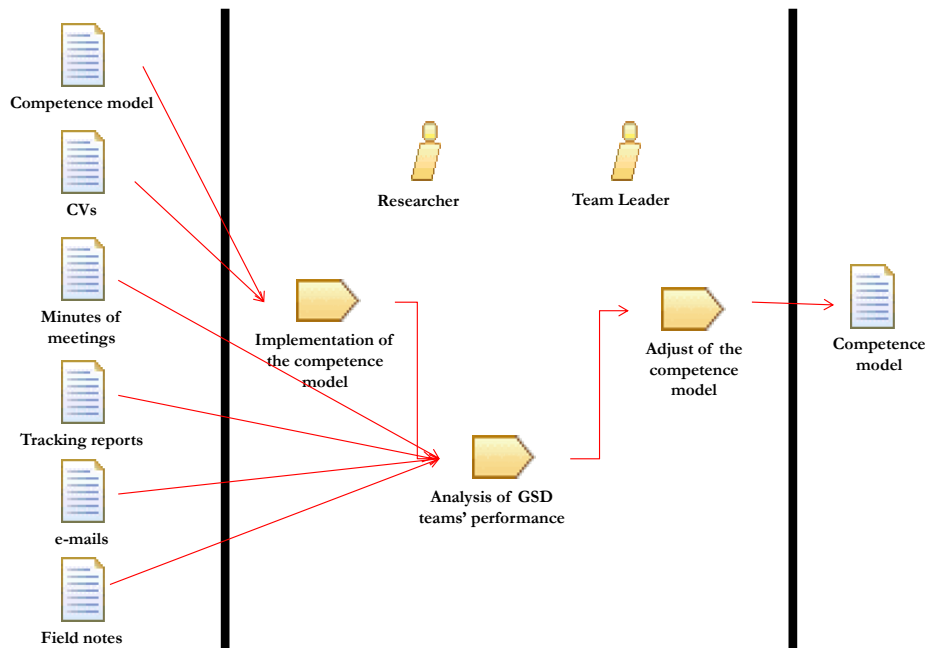 Competence model
CVs
Minutes of
meetings
Tracking reports
e-mails
Field notes
Researcher
Team Leader
Implementation of
the competence
model
Analysis of GSD
teams' performance
Adjust of the
competence
model
Competence
model